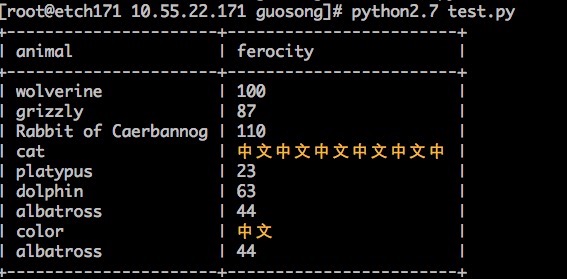 [root@etch171 10.55.22.171 guosong]# python2.7 test.py
+----------------------+------------------------+
| animal               | ferocity               |
+----------------------+------------------------+
| wolverine            | 100                    |
| grizzly              | 87                     |
| Rabbit of Caerbannog | 110                    |
| cat                  | 中文中文中文中文中文中 |
| platypus             | 23                     |
| dolphin              | 63                     |
| albatross            | 44                     |
| color                | 中文                   |
| albatross            | 44                     |
+----------------------+------------------------+